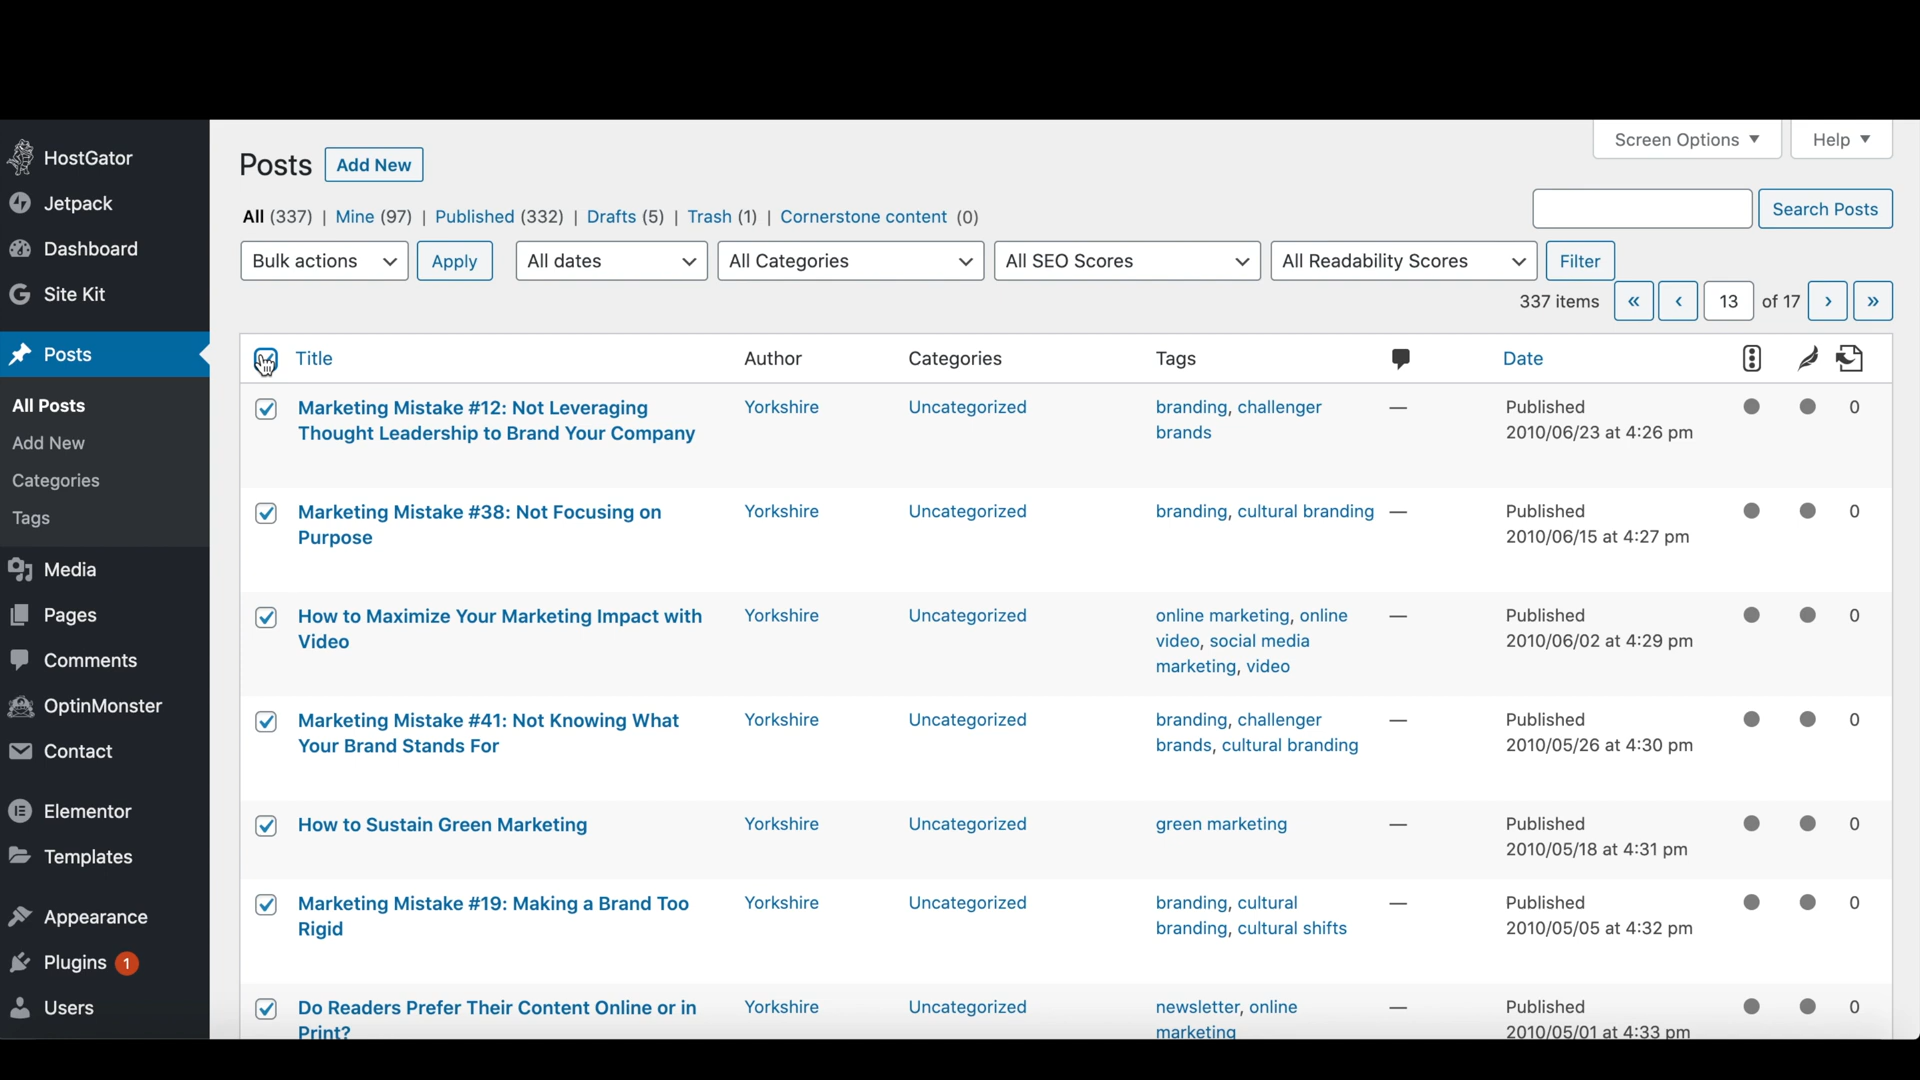 HostGator
Jetpack
Dashboard
Site Kit
Posts
All Posts
Add New
Categories
Tags
Media
Pages
Comments
OptinMonster
Contact
Elementor
Templates
Appearance
Plugins 1
Users
Screen Options Help
Posts Add New
All (337) | Mine (97) | Published (332) | Drafts (5) | Trash (1) | Cornerstone content (0)
Search Posts
Bulk actions Apply All dates All Categories All SEO Scores All Readability Scores Filter
337 items « ‹ 13 of 17 › »
Title Author Categories Tags Date
Marketing Mistake #12: Not Leveraging
Thought Leadership to Brand Your Company
Yorkshire
Uncategorized
branding, challenger
brands
—
Published
2010/06/23 at 4:26 pm
0
Marketing Mistake #38: Not Focusing on
Purpose
Yorkshire
Uncategorized
branding, cultural branding
—
Published
2010/06/15 at 4:27 pm
0
How to Maximize Your Marketing Impact with
Video
Yorkshire
Uncategorized
online marketing, online
video, social media
marketing, video
—
Published
2010/06/02 at 4:29 pm
0
Marketing Mistake #41: Not Knowing What
Your Brand Stands For
Yorkshire
Uncategorized
branding, challenger
brands, cultural branding
—
Published
2010/05/26 at 4:30 pm
0
How to Sustain Green Marketing
Yorkshire
Uncategorized
green marketing
—
Published
2010/05/18 at 4:31 pm
0
Marketing Mistake #19: Making a Brand Too
Rigid
Yorkshire
Uncategorized
branding, cultural
branding, cultural shifts
—
Published
2010/05/05 at 4:32 pm
0
Do Readers Prefer Their Content Online or in
Print?
Yorkshire
Uncategorized
newsletter, online
marketing
—
Published
2010/05/01 at 4:33 pm
0